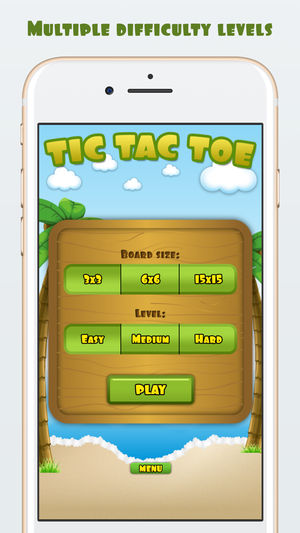 Multiple difficulty levels
TIC TAC TOE
Board size:
3x3 6x6 15x15
Level:
Easy Medium Hard
PLAY
MENU